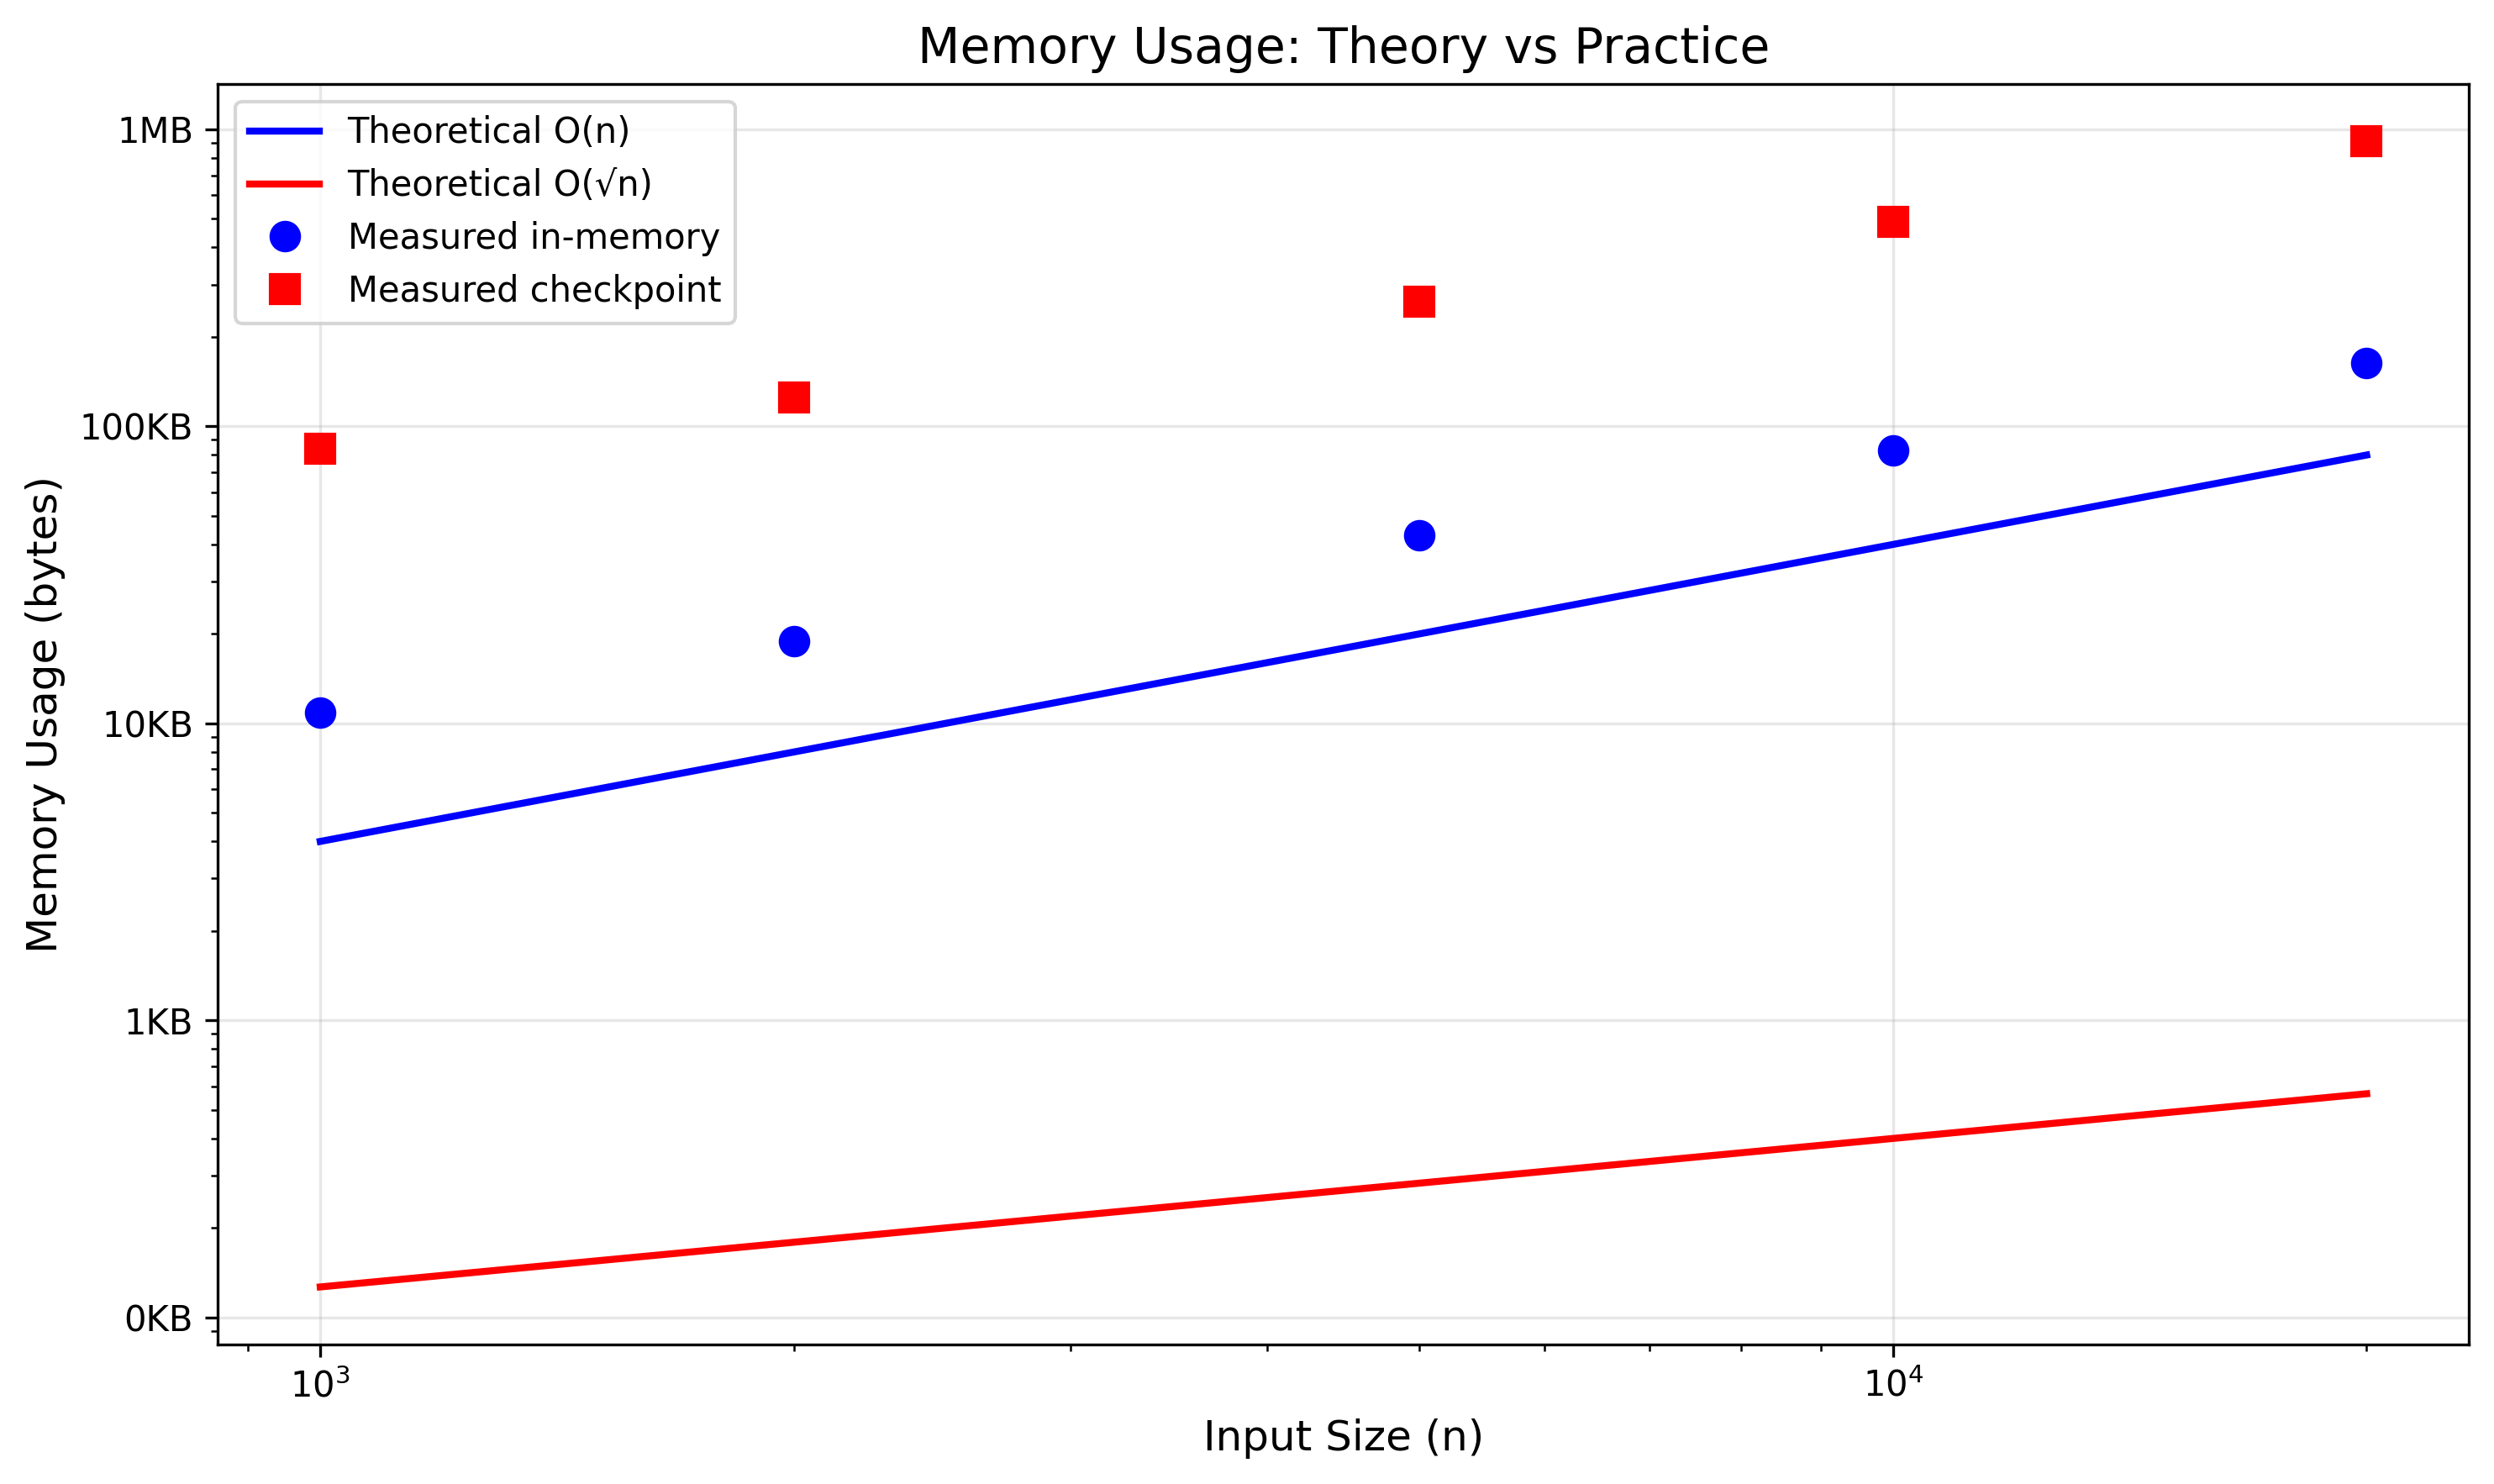 Memory Usage: Theory vs Practice
Theoretical O(n)
Theoretical O(√n)
Measured in-memory
Measured checkpoint
Memory Usage (bytes)
1MB
100KB
10KB
1KB
0KB
10³
10⁴
Input Size (n)